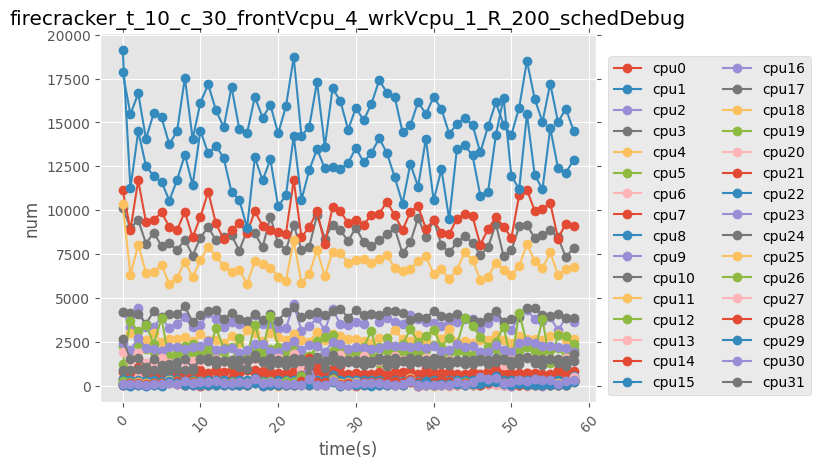 firecracker_t_10_c_30_frontVcpu_4_wrkVcpu_1_R_200_schedDebug
20000
17500
15000
12500
10000
7500
5000
2500
0
num
0 10 20 30 40 50 60
time(s)
cpu0 cpu16
cpu1 cpu17
cpu2 cpu18
cpu3 cpu19
cpu4 cpu20
cpu5 cpu21
cpu6 cpu22
cpu7 cpu23
cpu8 cpu24
cpu9 cpu25
cpu10 cpu26
cpu11 cpu27
cpu12 cpu28
cpu13 cpu29
cpu14 cpu30
cpu15 cpu31